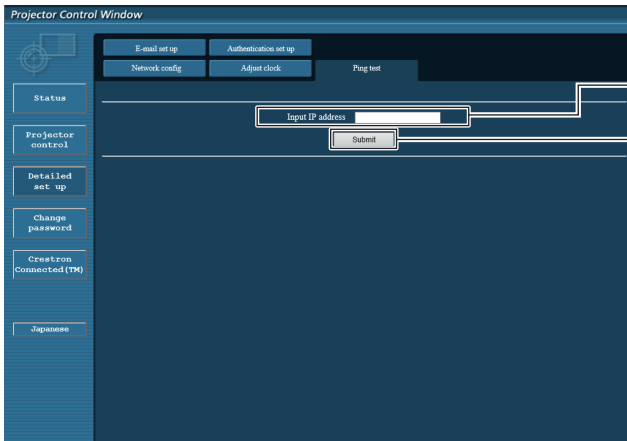 Projector Control Window
E-mail set up
Authentication set up
Network config
Adjust clock
Ping test
Status
Input IP address
Submit
Projector
control
Detailed
set up
Change
password
Crestron
Connected(TM)
Japanese